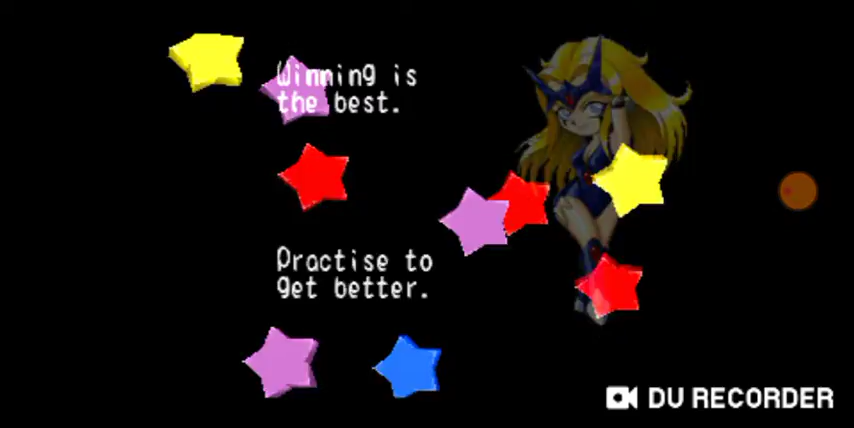 Winning is
the best.
Practise to
get better.
DU RECORDER